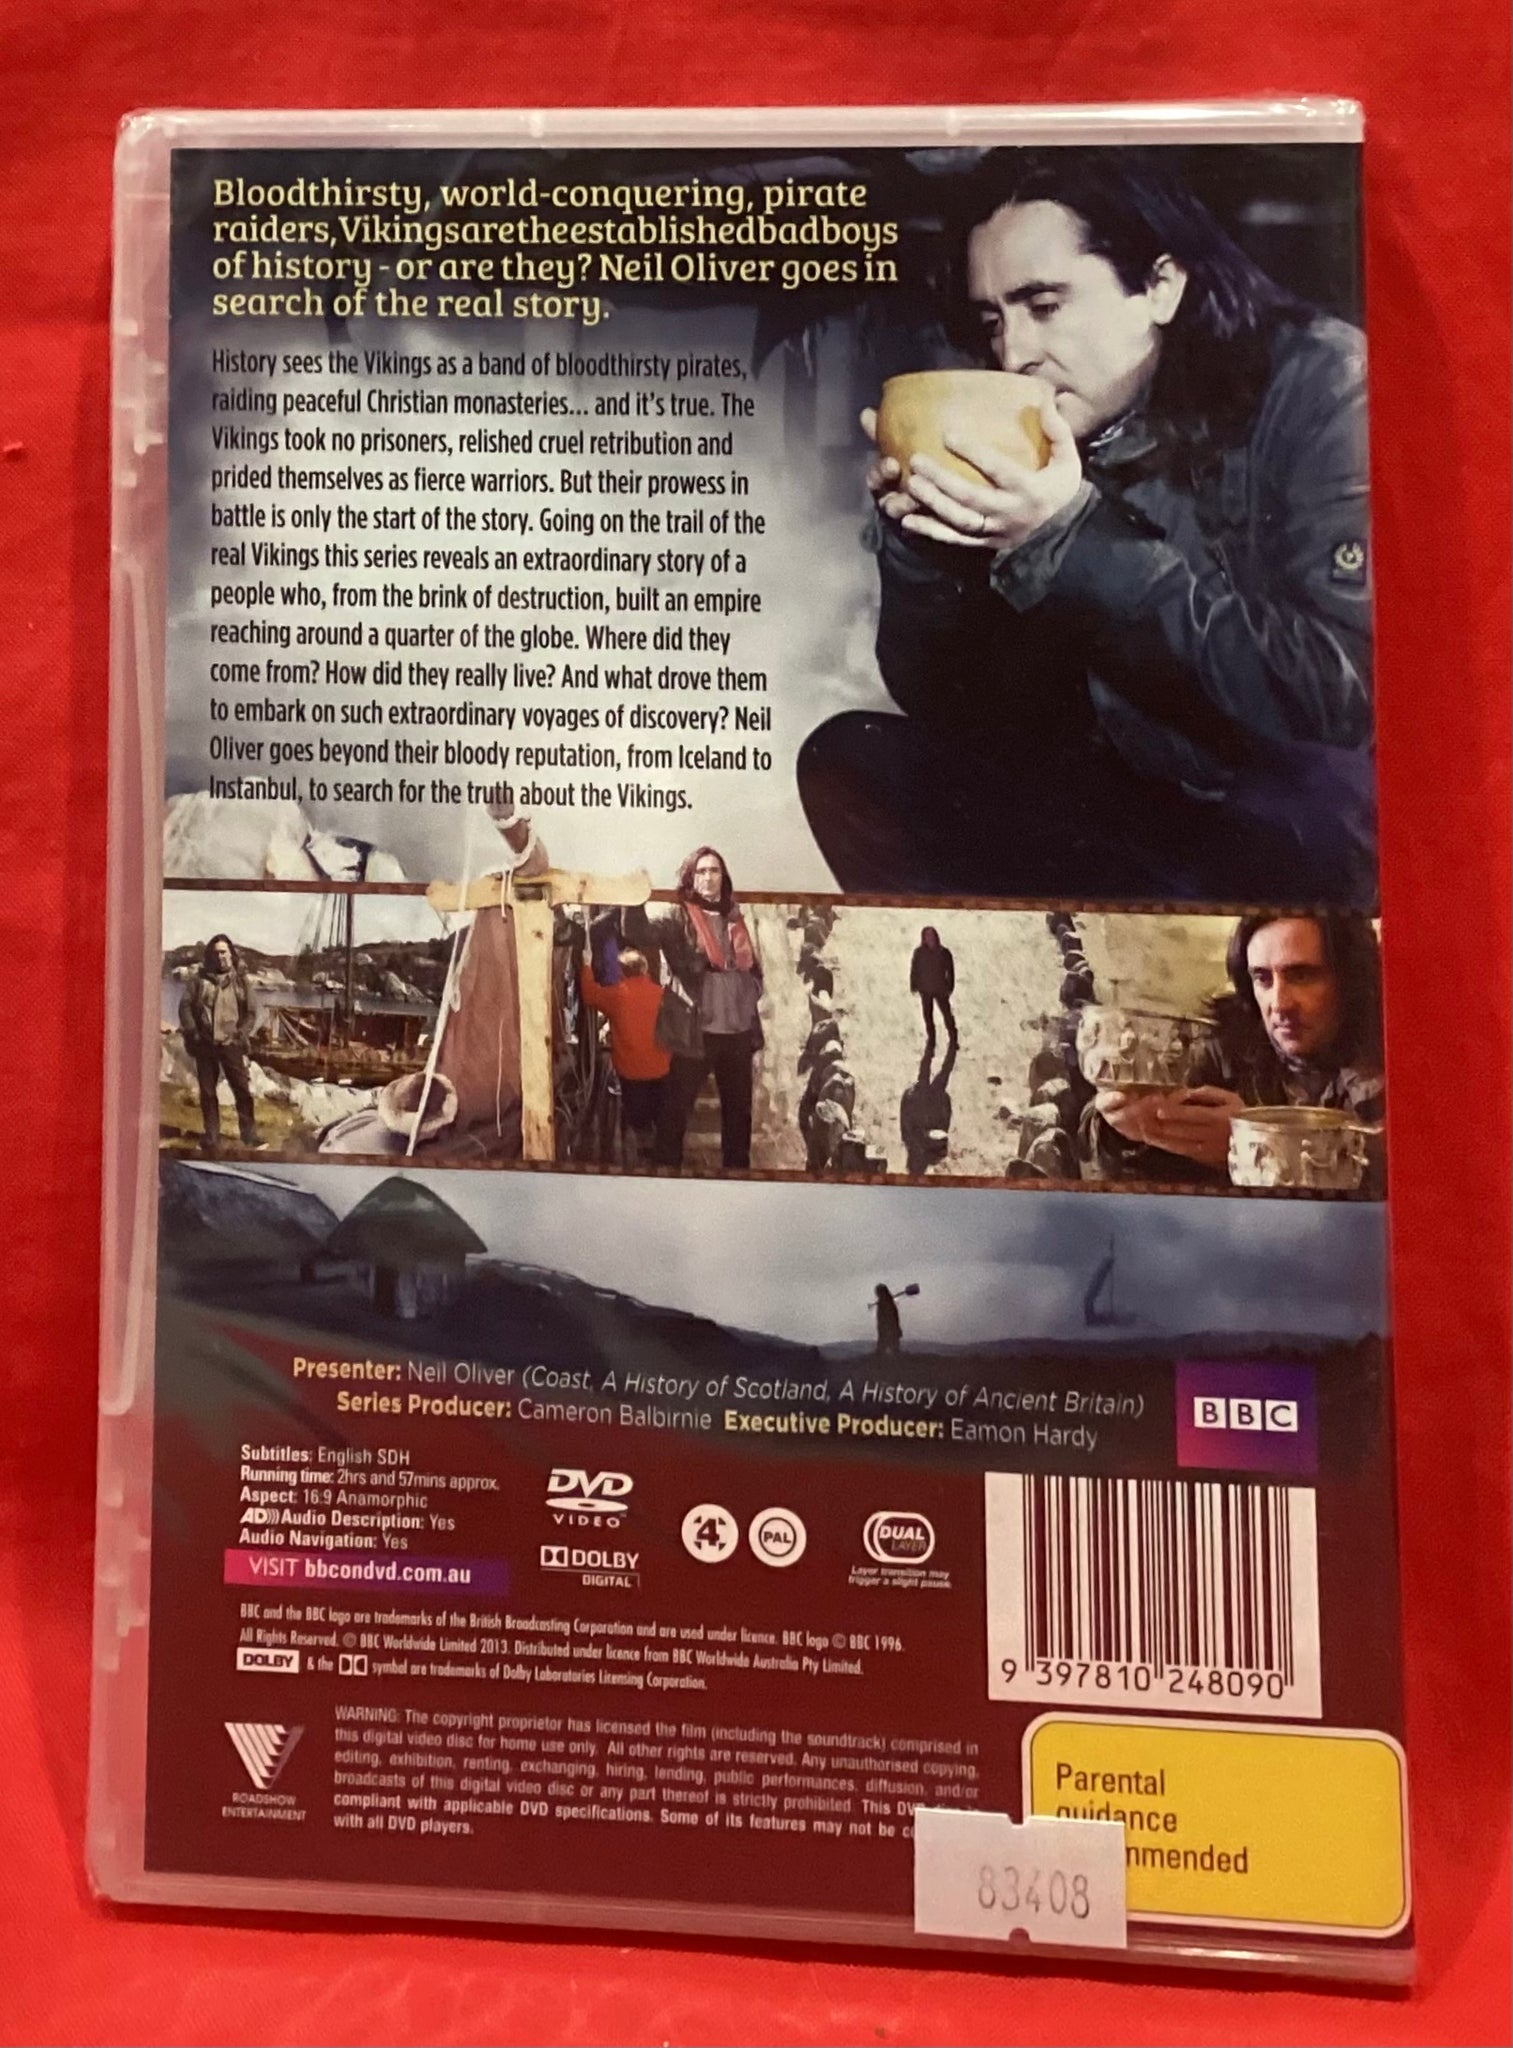 Bloodthirsty, world-conquering, pirate
raiders,Vikingsaretheestablishedbadboys
of history - or are they? Neil Oliver goes in
search of the real story.
History sees the Vikings as a band of bloodthirsty pirates,
raiding peaceful Christian monasteries... and it's true. The
Vikings took no prisoners, relished cruel retribution and
prided themselves as fierce warriors. But their prowess in
battle is only the start of the story. Going on the trail of the
real Vikings this series reveals an extraordinary story of a
people who, from the brink of destruction, built an empire
reaching around a quarter of the globe. Where did they
come from? How did they really live? And what drove them
to embark on such extraordinary voyages of discovery? Neil
Oliver goes beyond their bloody reputation, from Iceland to
Instanbul, to search for the truth about the Vikings.
Presenter: Neil Oliver (Coast, A History of Scotland, A History of Ancient Britain)
Series Producer: Cameron Balbirnie Executive Producer: Eamon Hardy
BBC
Subtitles: English SDH
Running time: 2hrs and 57mins approx.
Aspect: 16:9 Anamorphic
AD))) Audio Description: Yes
Audio Navigation: Yes
VISIT bbcondvd.com.au
DVD
VIDEO
DOLBY
DIGITAL
4
PAL
DUAL
LAYER
Layer transition may
trigger a slight pause.
BBC and the BBC logo are trademarks of the British Broadcasting Corporation and are used under licence. BBC logo © BBC 1996.
All Rights Reserved. © BBC Worldwide Limited 2013. Distributed under licence from BBC Worldwide Australia Pty Limited.
DOLBY & the symbol are trademarks of Dolby Laboratories Licensing Corporation.
9 397810 248090
ROADSHOW
ENTERTAINMENT
WARNING: The copyright proprietor has licensed the film (including the soundtrack) comprised in
this digital video disc for home use only. All other rights are reserved. Any unauthorised copying,
editing, exhibition, renting, exchanging, hiring, lending, public performances, diffusion, and/or
broadcasts of this digital video disc or any part thereof is strictly prohibited. This DV
compliant with applicable DVD specifications. Some of its features may not be c
with all DVD players.
Parental
guidance
mmended
83408